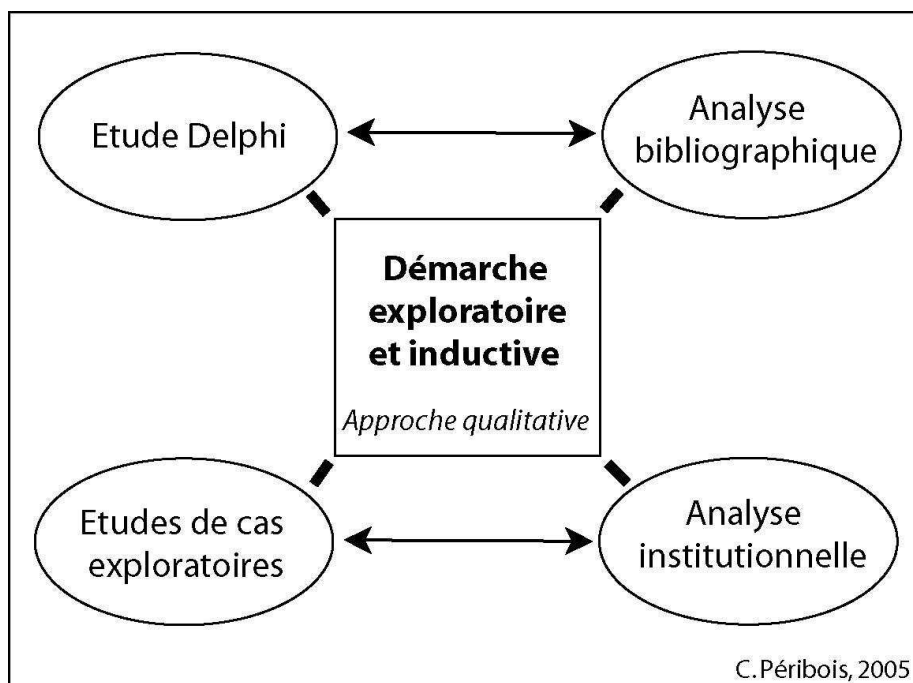 Etude Delphi
Analyse
bibliographique
Démarche
exploratoire
et inductive
Approche qualitative
Etudes de cas
exploratoires
Analyse
institutionnelle
C.Péribois, 2005